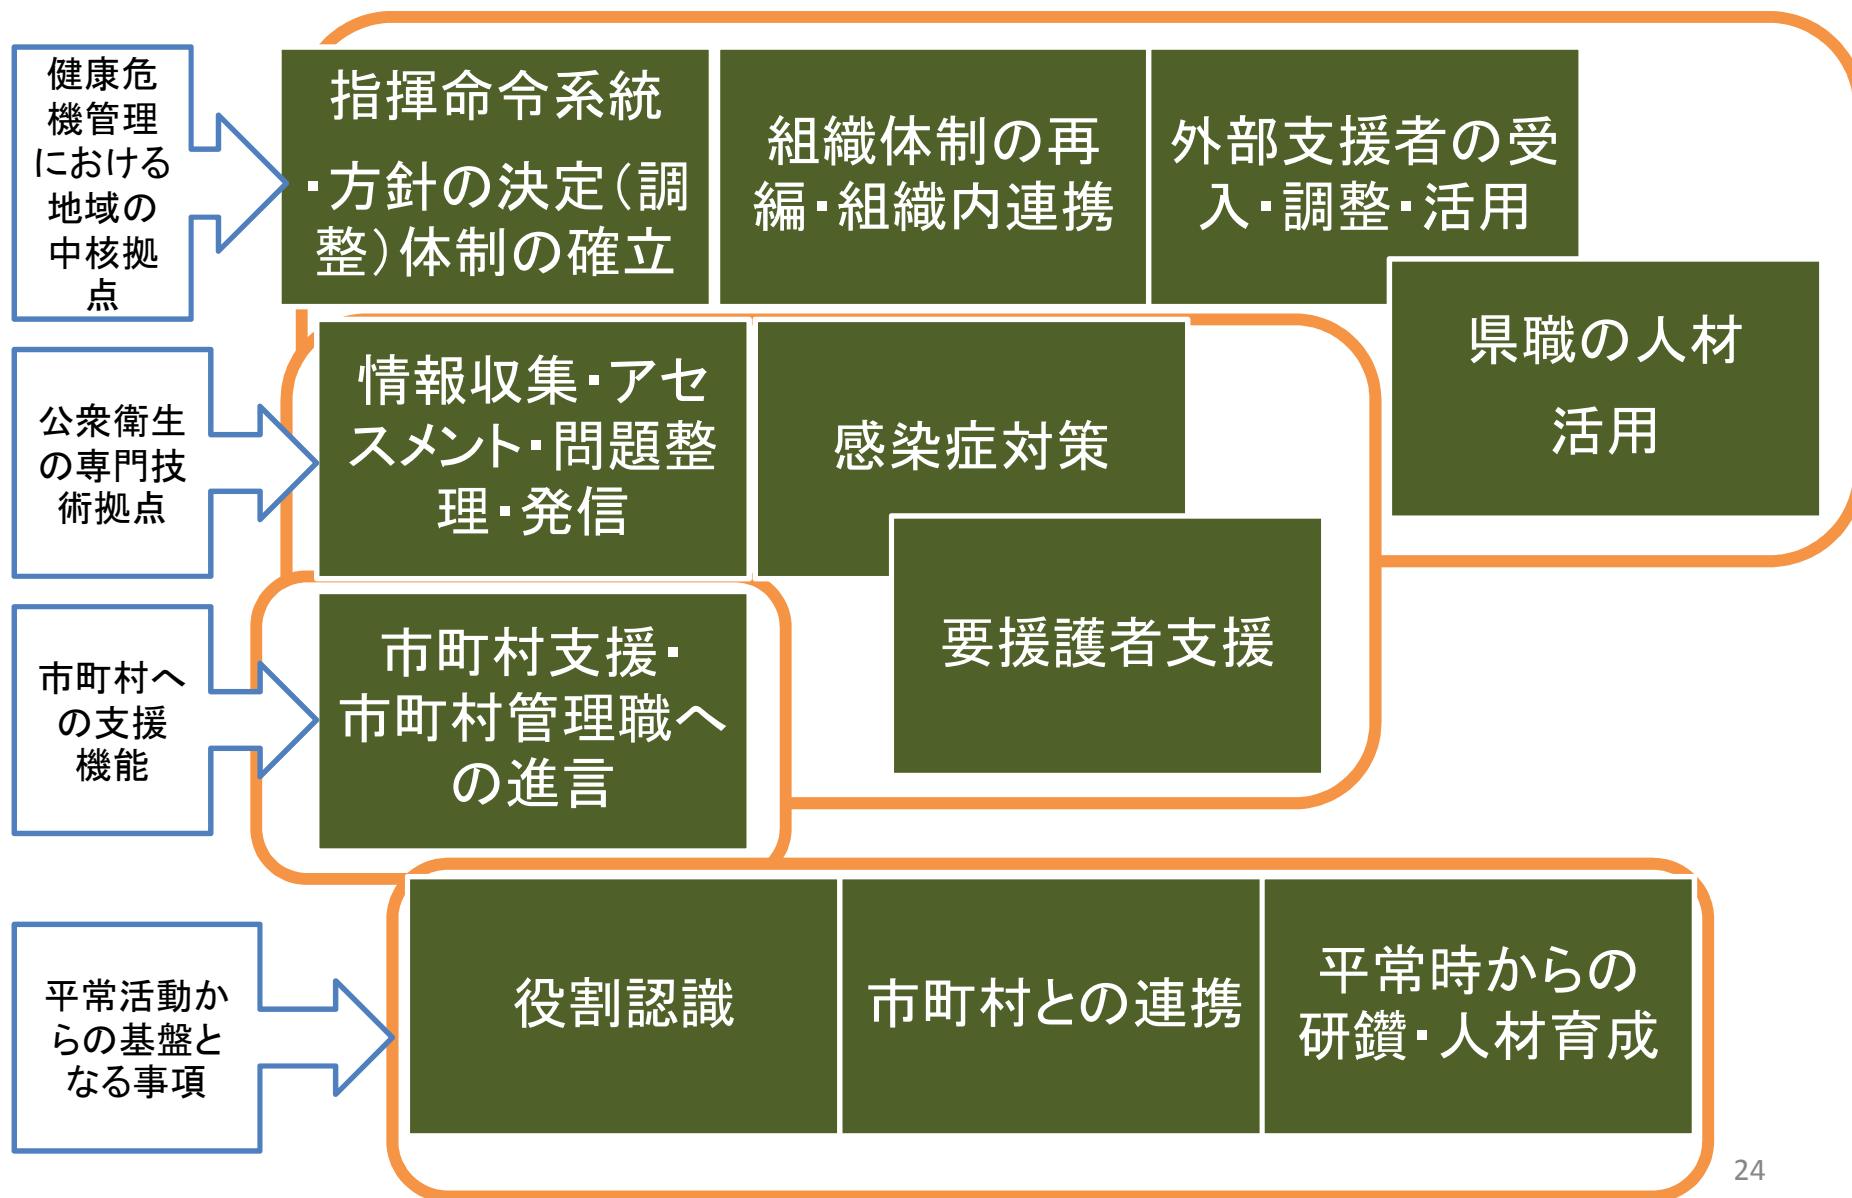 健康危
機管理
における
地域の
中核拠
点
指揮命令系統
・方針の決定(調
整)体制の確立
組織体制の再
編・組織内連携
外部支援者の受
入・調整・活用
県職の人材
活用
公衆衛生
の専門技
術拠点
情報収集・アセ
スメント・問題整
理・発信
感染症対策
要援護者支援
市町村へ
の支援
機能
市町村支援・
市町村管理職へ
の進言
平常活動か
らの基盤と
なる事項
役割認識
市町村との連携
平常時からの
研鑽・人材育成
24